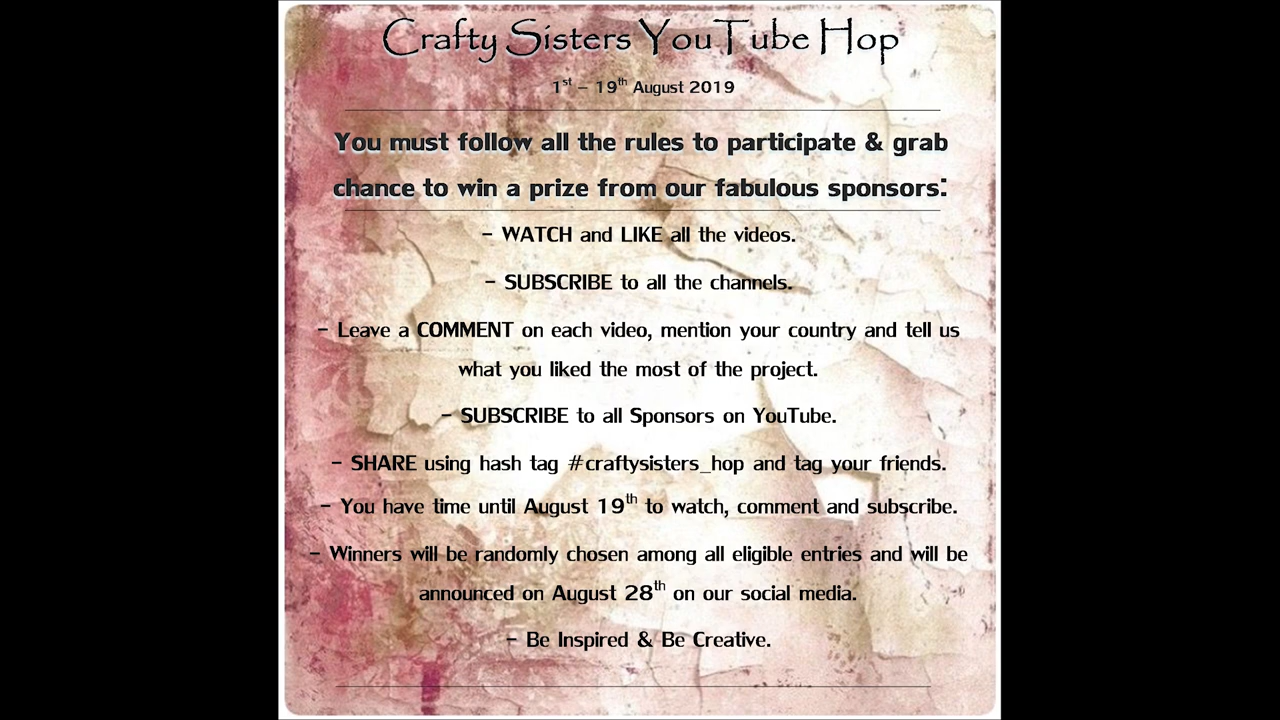 Crafty Sisters YouTube Hop
1st – 19th August 2019
You must follow all the rules to participate & grab
chance to win a prize from our fabulous sponsors:
- WATCH and LIKE all the videos.
- SUBSCRIBE to all the channels.
- Leave a COMMENT on each video, mention your country and tell us
what you liked the most of the project.
- SUBSCRIBE to all Sponsors on YouTube.
- SHARE using hash tag #craftysisters_hop and tag your friends.
- You have time until August 19th to watch, comment and subscribe.
- Winners will be randomly chosen among all eligible entries and will be
announced on August 28th on our social media.
- Be Inspired & Be Creative.